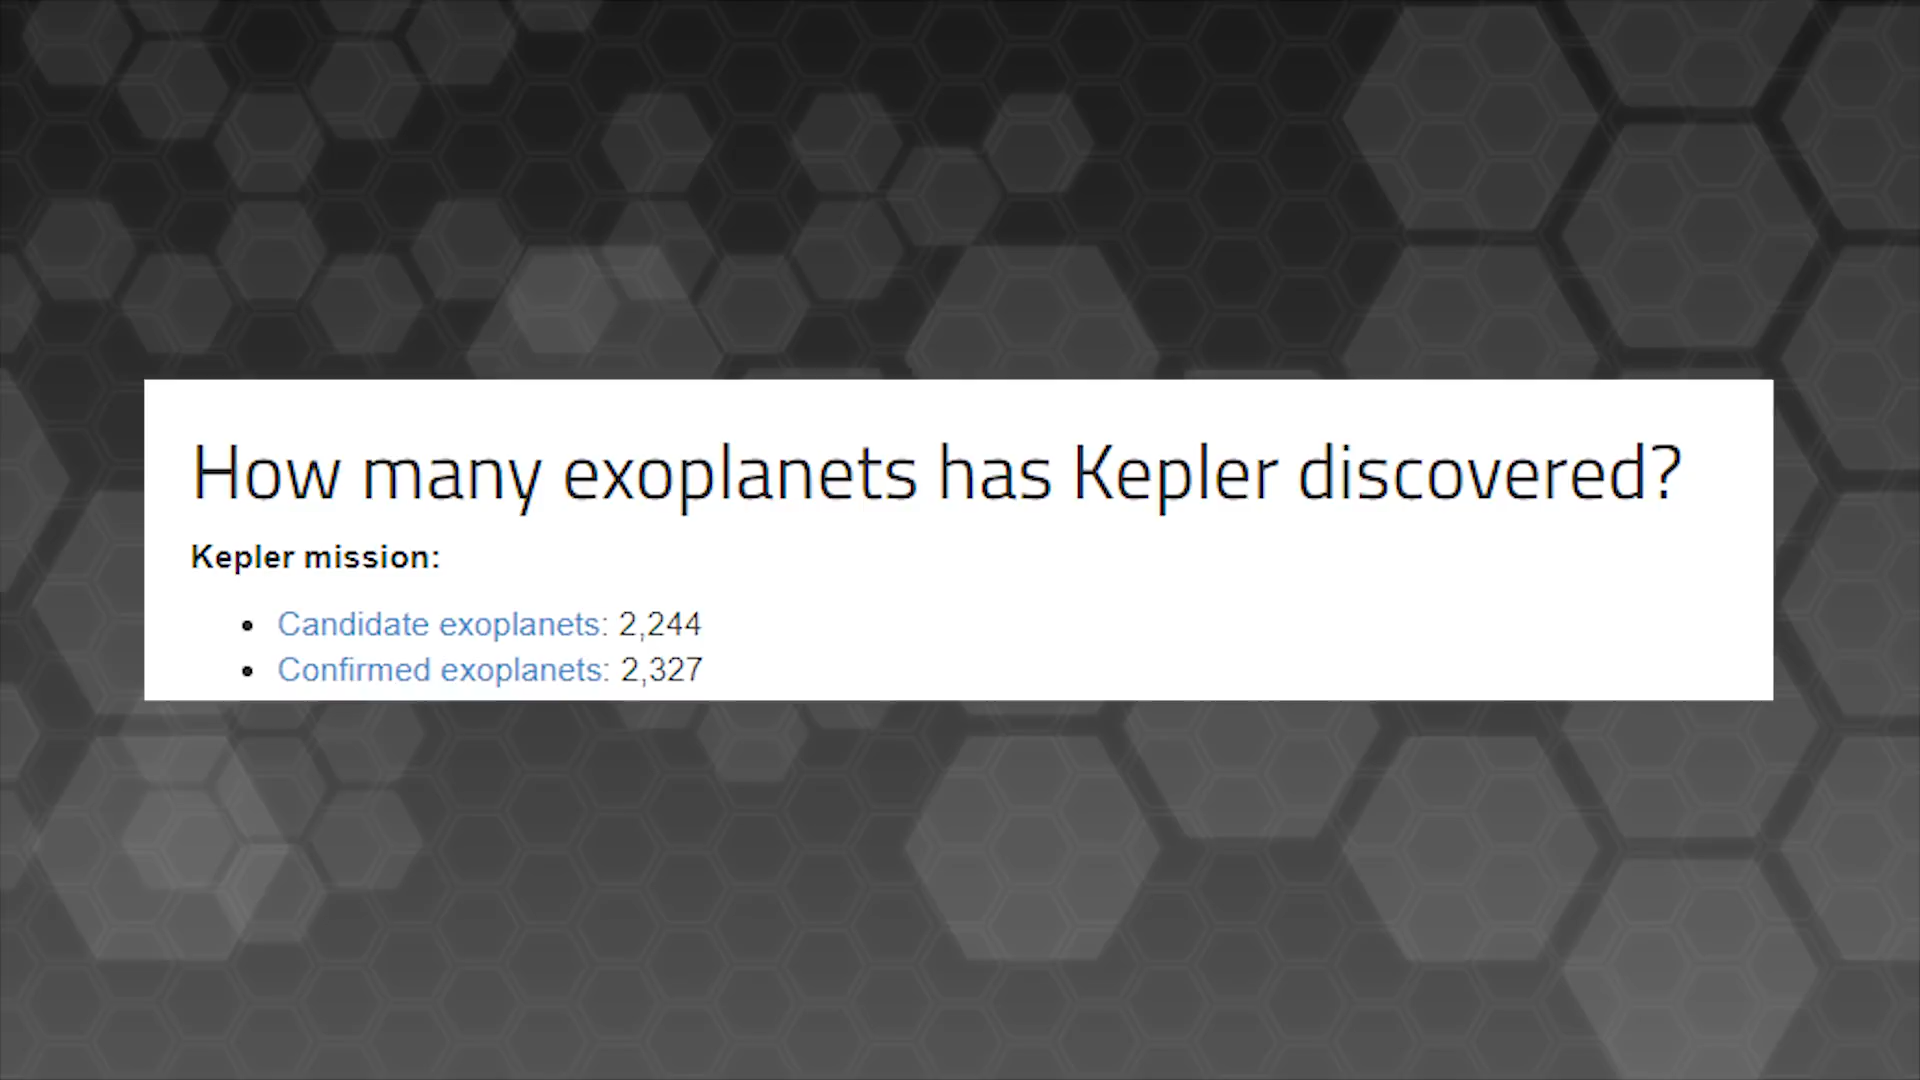 How many exoplanets has Kepler discovered?
Kepler mission:
• Candidate exoplanets: 2,244
• Confirmed exoplanets: 2,327